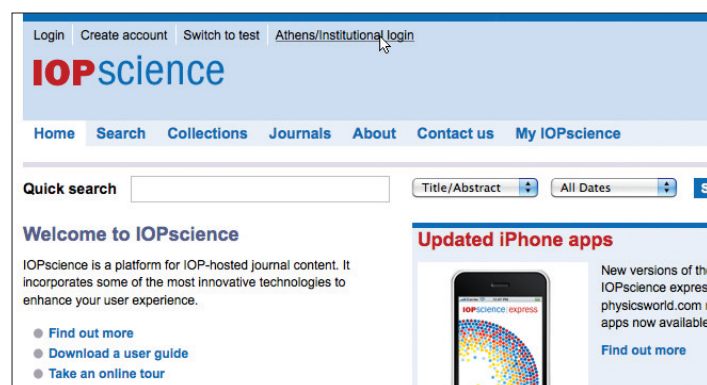 Login Create account Switch to test Athens/Institutional login
IOPscience
Home Search Collections Journals About Contact us My IOPscience
Quick search Title/Abstract All Dates
Welcome to IOPscience
IOPscience is a platform for IOP-hosted journal content. It
incorporates some of the most innovative technologies to
enhance your user experience.
Find out more
Download a user guide
Take an online tour
Updated iPhone apps
IOPscience express
New versions of the
IOPscience expres
physicsworld.com
apps now available
Find out more